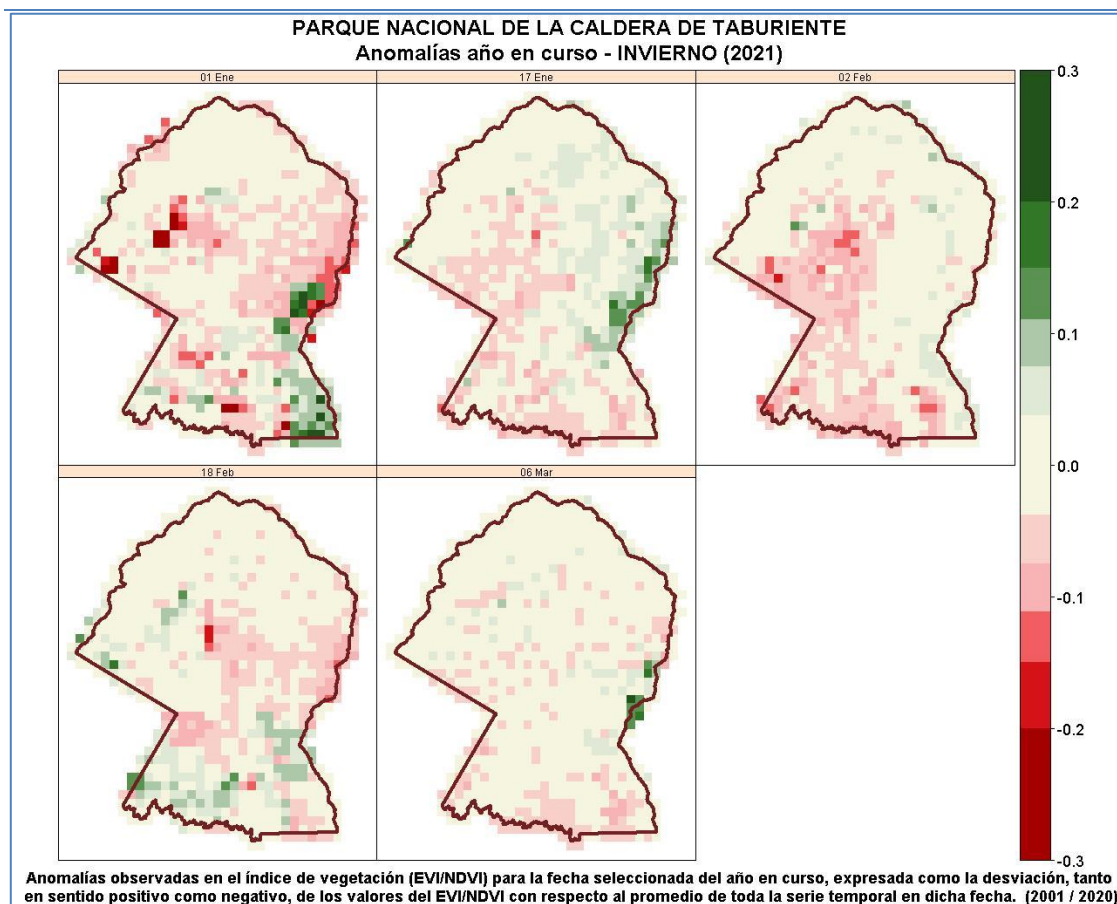 PARQUE NACIONAL DE LA CALDERA DE TABURIENTE
Anomalías año en curso - INVIERNO (2021)
01 Ene
17 Ene
02 Feb
0.3
0.2
0.1
0.0
-0.1
-0.2
-0.3
18 Feb
06 Mar
Anomalías observadas en el índice de vegetación (EVI/NDVI) para la fecha seleccionada del año en curso, expresada como la desviación, tanto
en sentido positivo como negativo, de los valores del EVI/NDVI con respecto al promedio de toda la serie temporal en dicha fecha. (2001 / 2020)